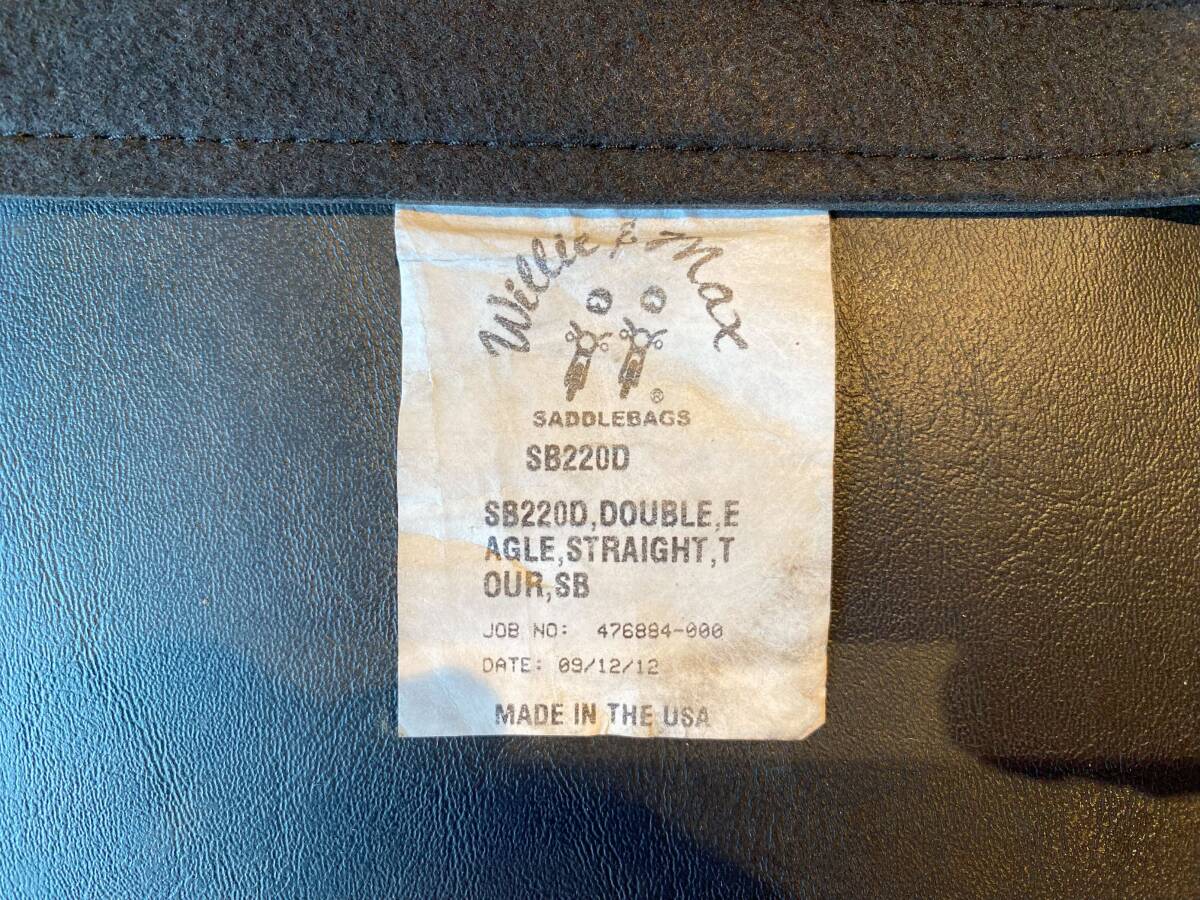 Willie & Max
®
SADDLEBAGS
SB220D
SB220D,DOUBLE,E
AGLE,STRAIGHT,T
OUR,SB
JOB NO: 476884-000
DATE: 09/12/12
MADE IN THE USA